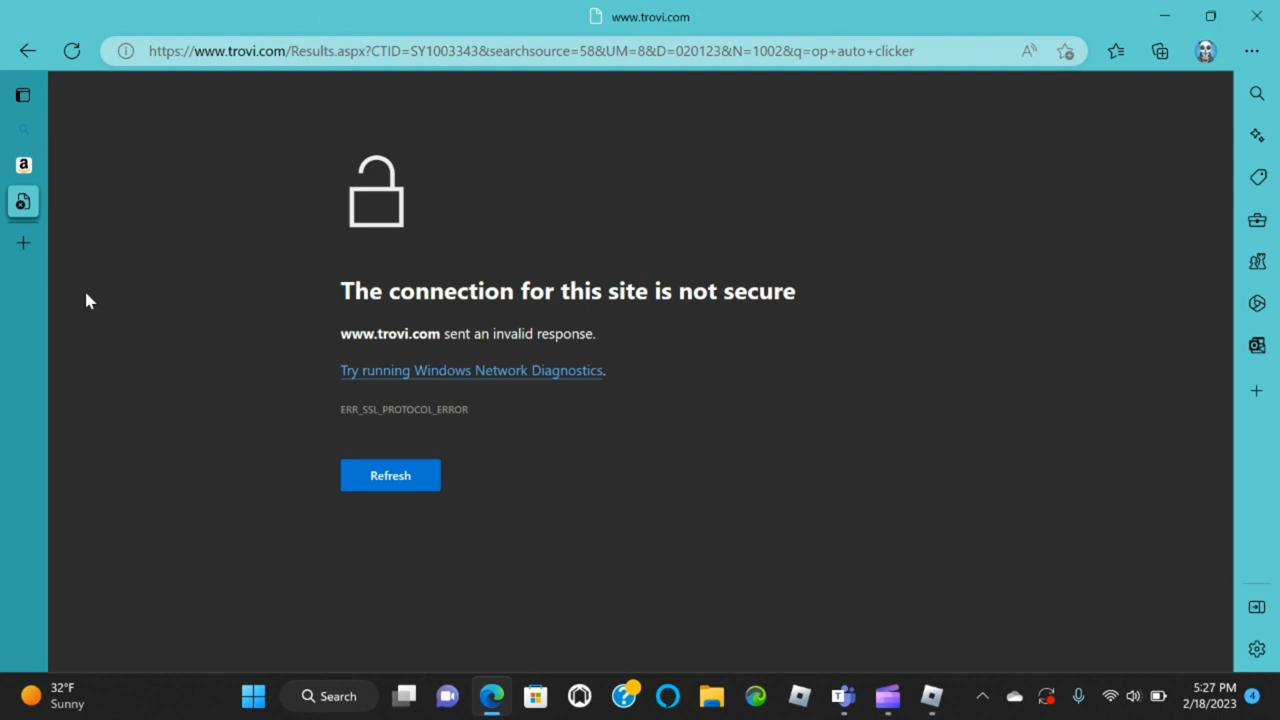 www.trovi.com
https://www.trovi.com/Results.aspx?CTID=SY1003343&searchsource=58&UM=8&D=020123&N=1002&q=op+auto+clicker
a
The connection for this site is not secure
www.trovi.com sent an invalid response.
Try running Windows Network Diagnostics.
ERR_SSL_PROTOCOL_ERROR
Refresh
32°F
Sunny
Search
5:27 PM
2/18/2023
4